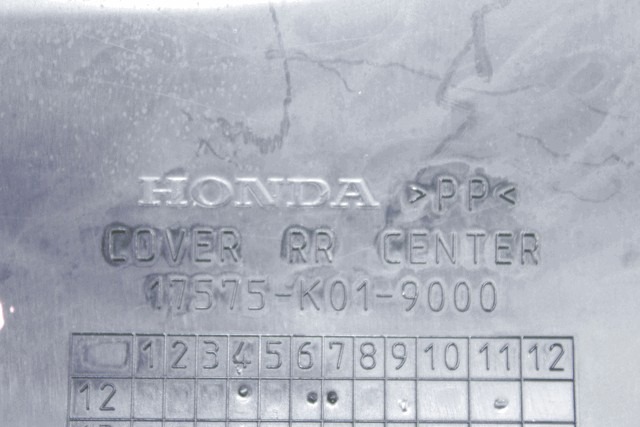 HONDA >PP<
COVER RR CENTER
17575-K01-9000
1 2 3 4 5 6 7 8 9 10 11 12
12